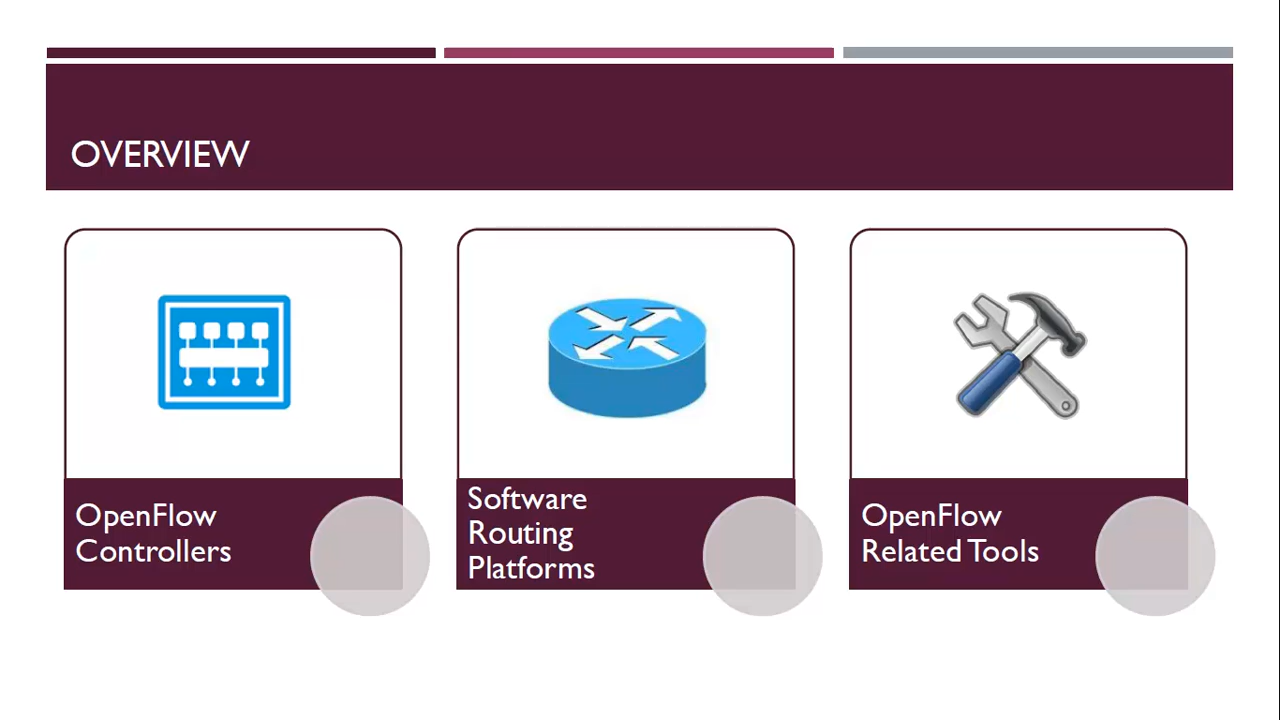 OVERVIEW
OpenFlow
Controllers
Software
Routing
Platforms
OpenFlow
Related Tools